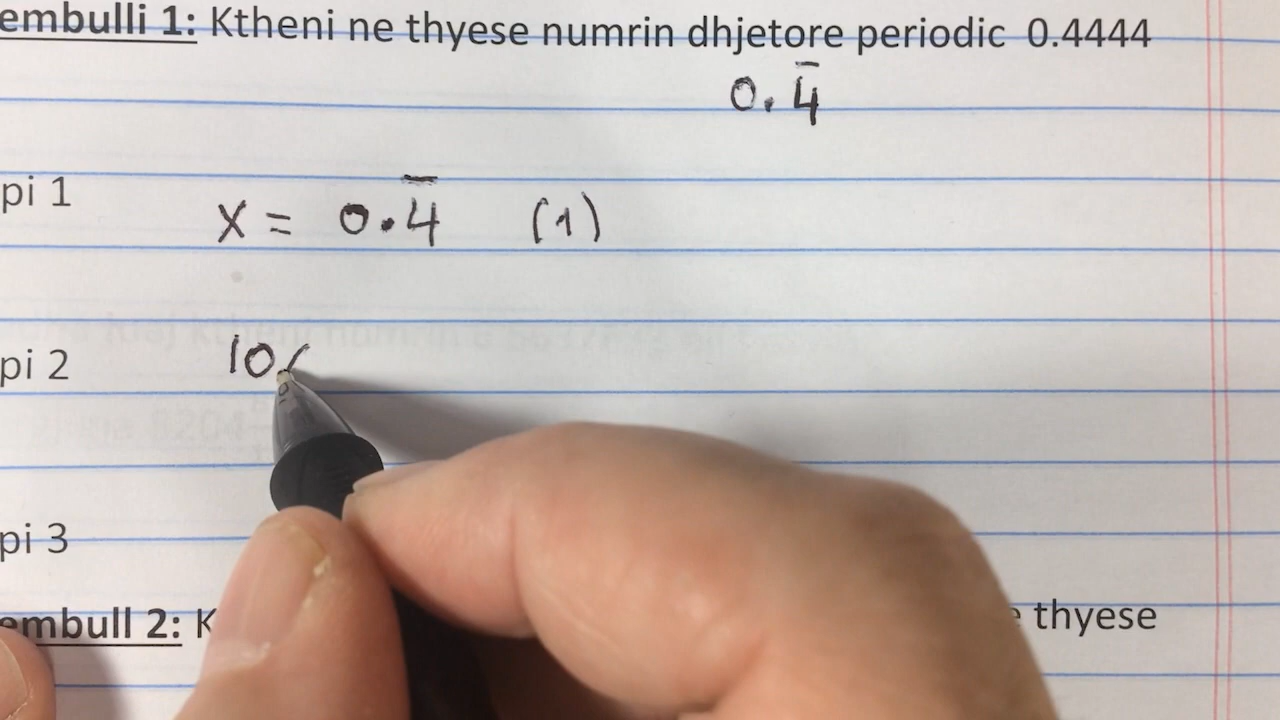 embulli 1: Ktheni ne thyese numrin dhjetore periodic 0.4444
0.4̅
pi 1 X = 0.4̅ (1)
pi 2 10
pi 3
embull 2: K thyese